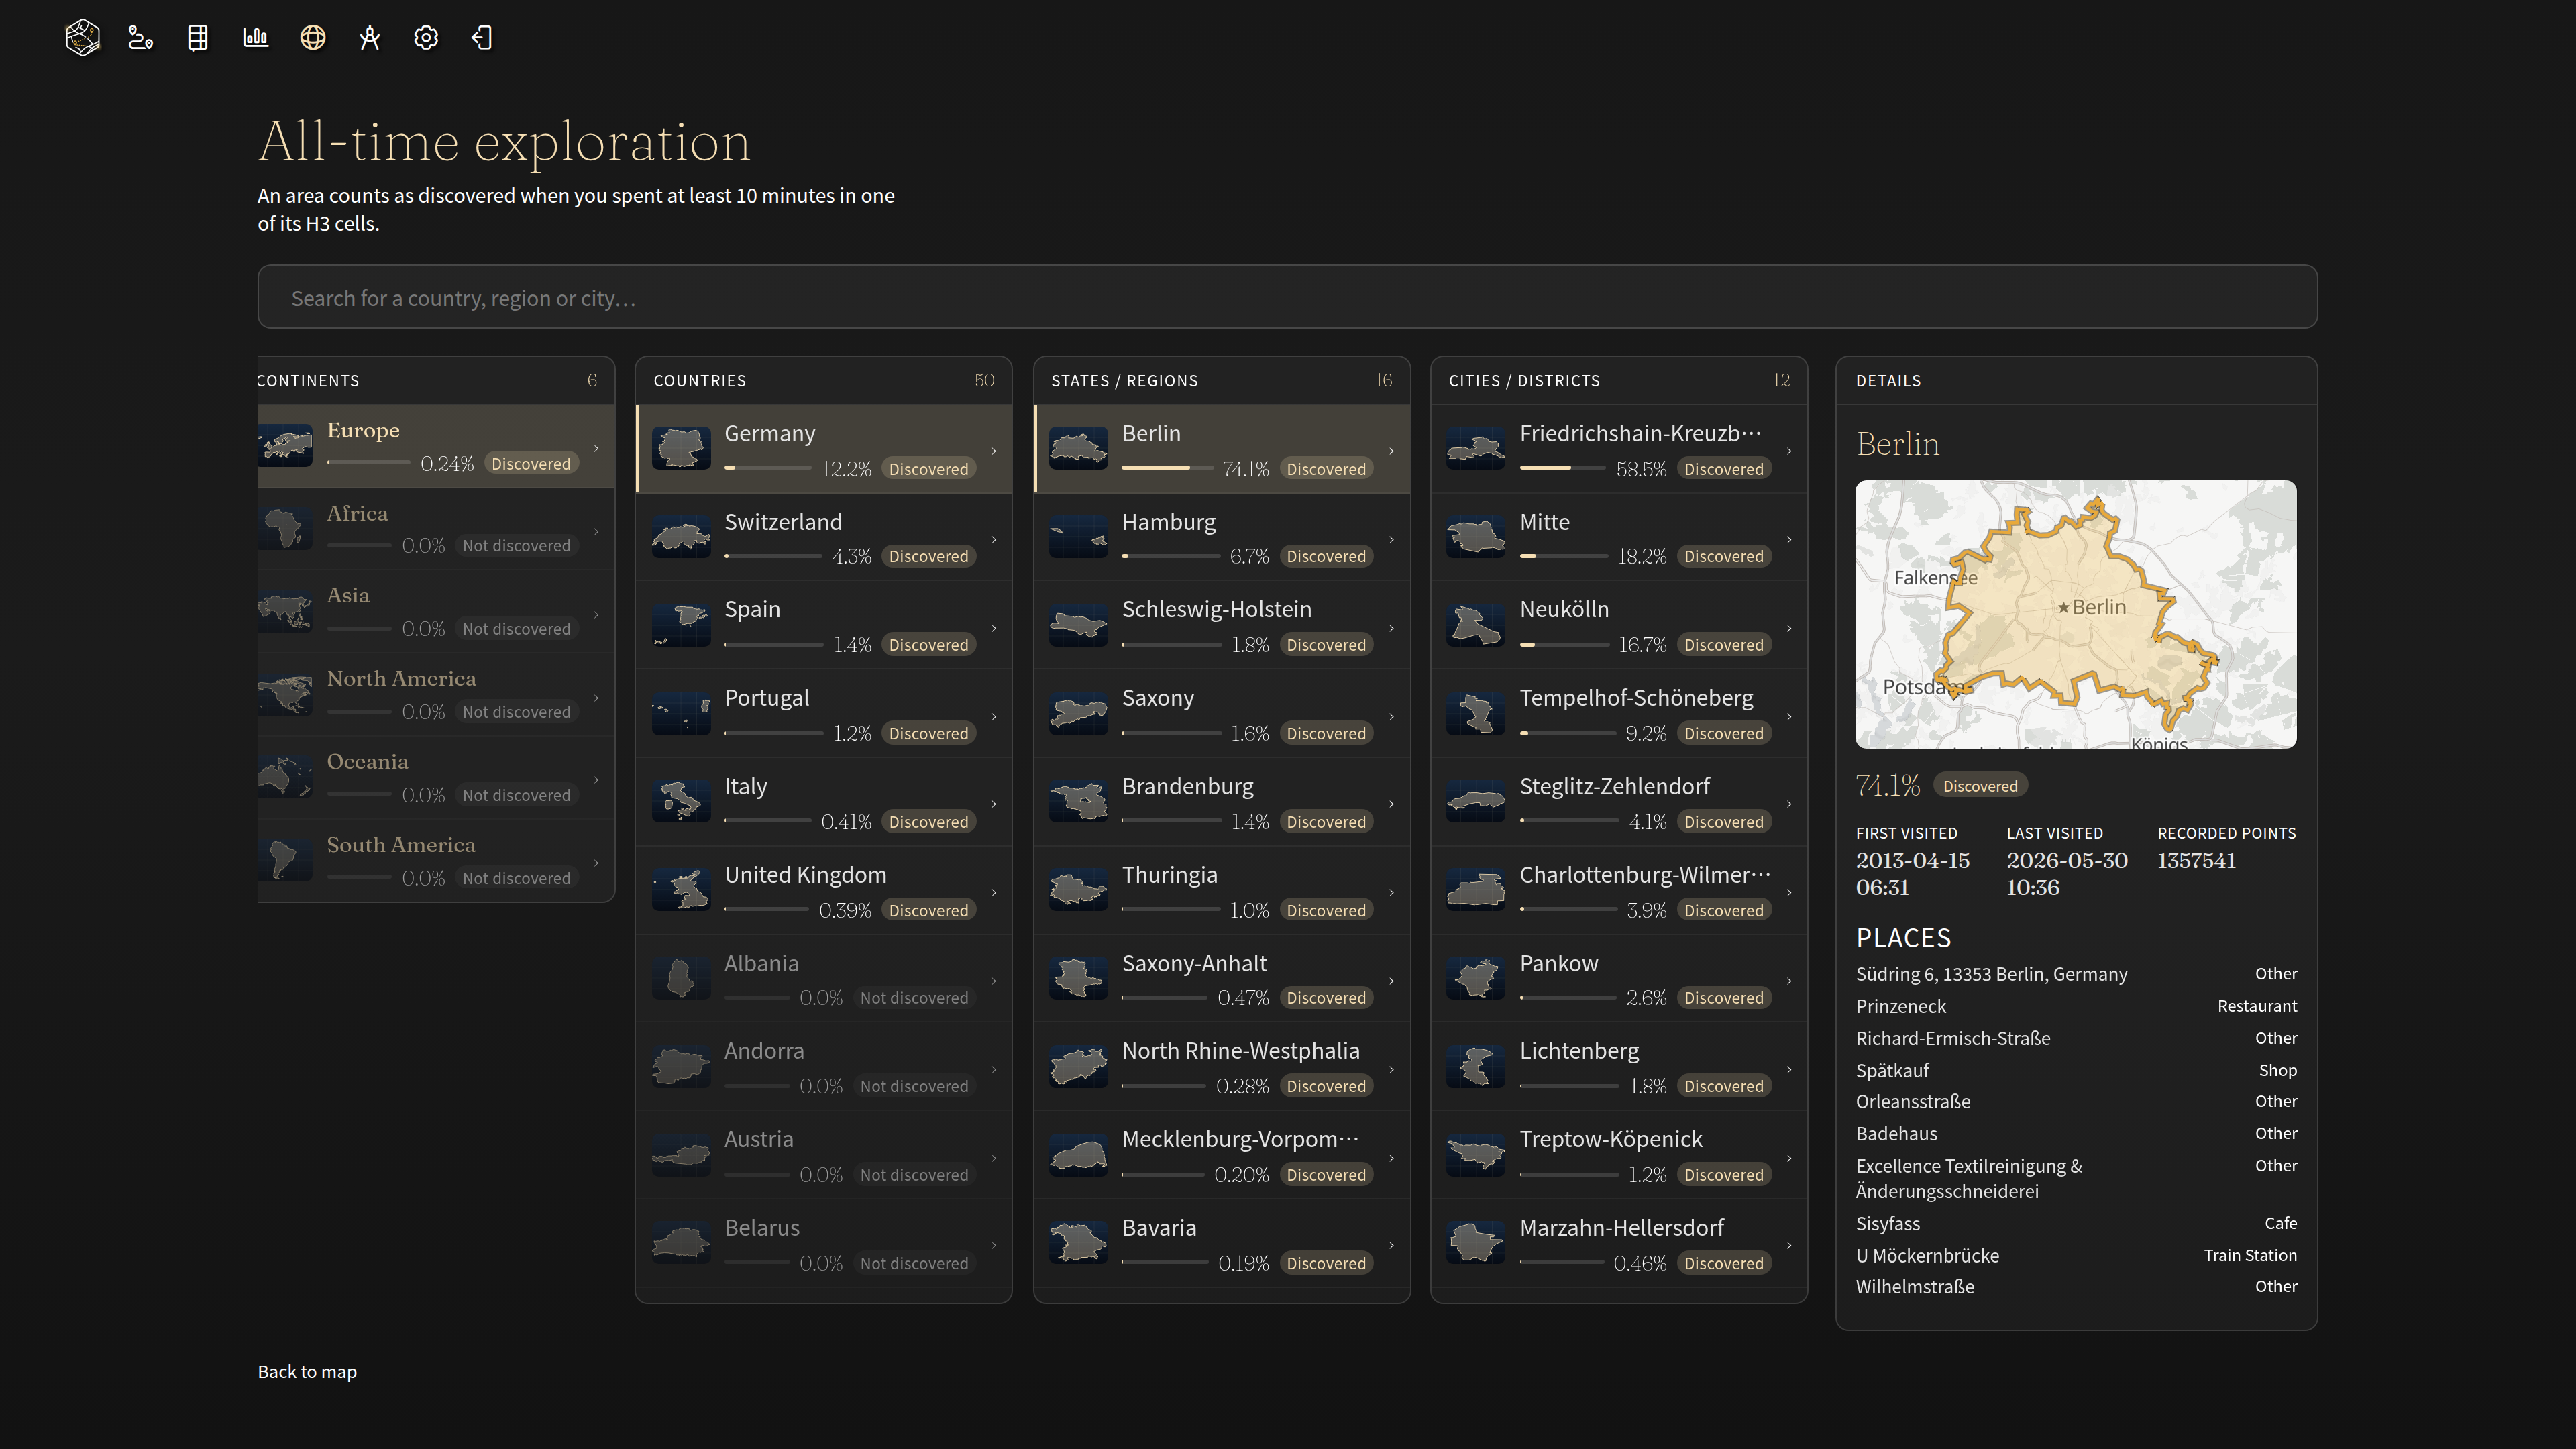 All-time exploration
An area counts as discovered when you spent at least 10 minutes in one
of its H3 cells.
Search for a country, region or city…
CONTINENTS 6
Europe
0.24% Discovered
Africa
0.0% Not discovered
Asia
0.0% Not discovered
North America
0.0% Not discovered
Oceania
0.0% Not discovered
South America
0.0% Not discovered
COUNTRIES 50
Germany
12.2% Discovered
Switzerland
4.3% Discovered
Spain
1.4% Discovered
Portugal
1.2% Discovered
Italy
0.41% Discovered
United Kingdom
0.39% Discovered
Albania
0.0% Not discovered
Andorra
0.0% Not discovered
Austria
0.0% Not discovered
Belarus
0.0% Not discovered
STATES / REGIONS 16
Berlin
74.1% Discovered
Hamburg
6.7% Discovered
Schleswig-Holstein
1.8% Discovered
Saxony
1.6% Discovered
Brandenburg
1.4% Discovered
Thuringia
1.0% Discovered
Saxony-Anhalt
0.47% Discovered
North Rhine-Westphalia
0.28% Discovered
Mecklenburg-Vorpom…
0.20% Discovered
Bavaria
0.19% Discovered
CITIES / DISTRICTS 12
Friedrichshain-Kreuzb…
58.5% Discovered
Mitte
18.2% Discovered
Neukölln
16.7% Discovered
Tempelhof-Schöneberg
9.2% Discovered
Steglitz-Zehlendorf
4.1% Discovered
Charlottenburg-Wilmer…
3.9% Discovered
Pankow
2.6% Discovered
Lichtenberg
1.8% Discovered
Treptow-Köpenick
1.2% Discovered
Marzahn-Hellersdorf
0.46% Discovered
DETAILS
Berlin
Falkensee
Berlin
Potsdam
Königs
74.1% Discovered
FIRST VISITED LAST VISITED RECORDED POINTS
2013-04-15 2026-05-30 1357541
06:31 10:36
PLACES
Südring 6, 13353 Berlin, Germany Other
Prinzeneck Restaurant
Richard-Ermisch-Straße Other
Spätkauf Shop
Orleansstraße Other
Badehaus Other
Excellence Textilreinigung & Other
Änderungsschneiderei
Sisyfass Cafe
U Möckernbrücke Train Station
Wilhelmstraße Other
Back to map